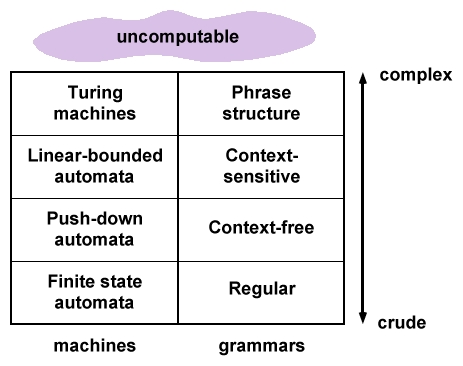 uncomputable
complex
Turing
machines
Phrase
structure
Linear-bounded
automata
Context-
sensitive
Push-down
automata
Context-free
Finite state
automata
Regular
crude
machines
grammars